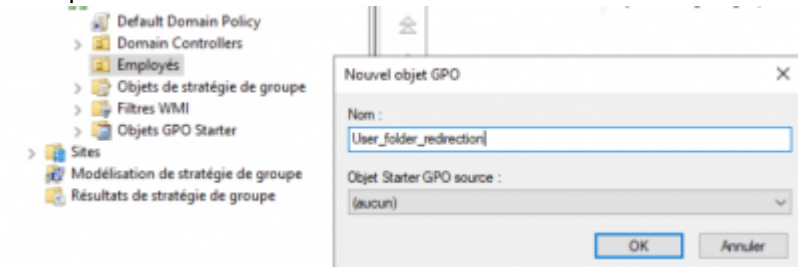 Default Domain Policy
Domain Controllers
Employés
Objets de stratégie de groupe
Filtres WMI
Objets GPO Starter
Sites
Modélisation de stratégie de groupe
Résultats de stratégie de groupe
Nouvel objet GPO
Nom :
User_folder_redirection
Objet Starter GPO source :
(aucun)
OK
Annuler